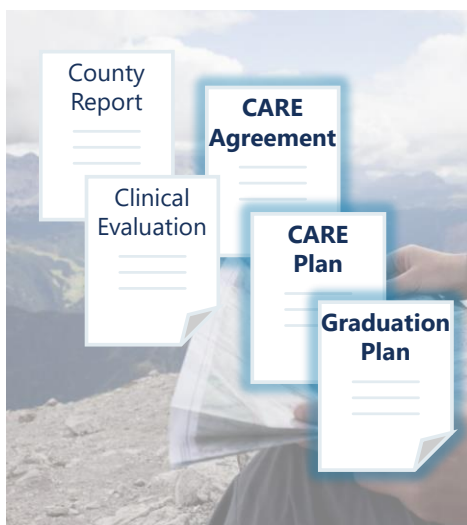 County
Report
CARE
Agreement
Clinical
Evaluation
CARE
Plan
Graduation
Plan